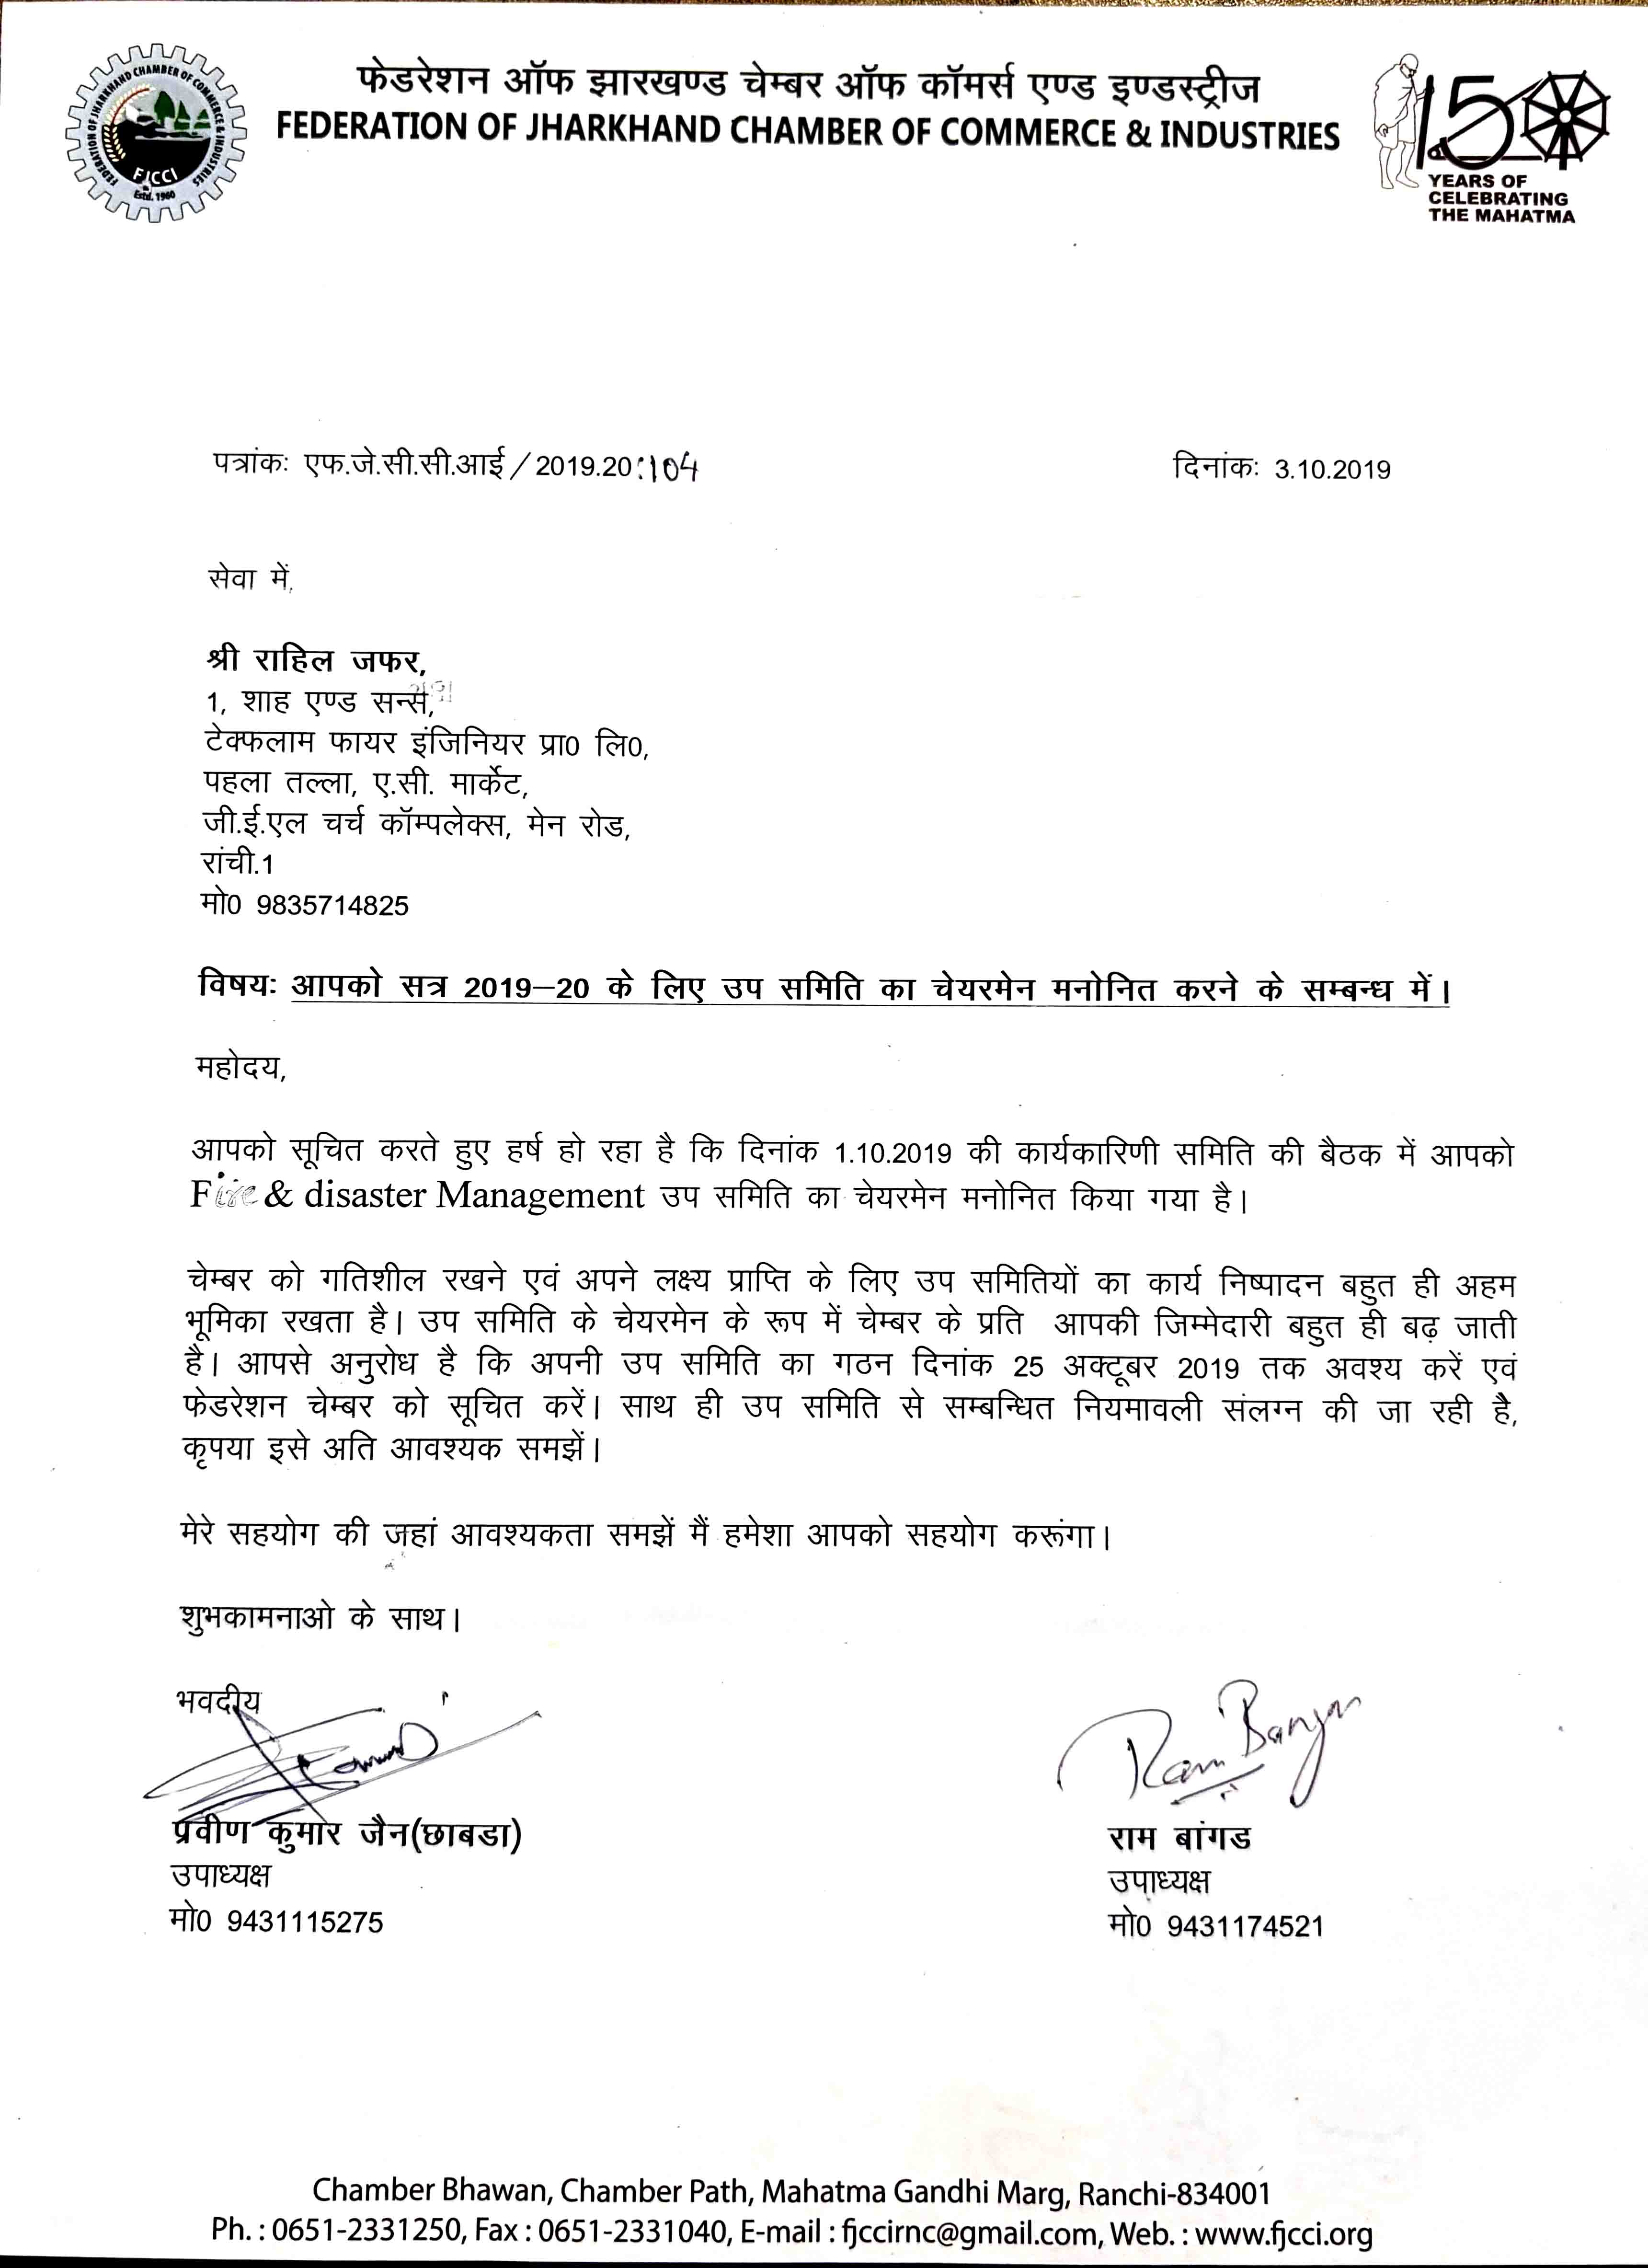 FEDERATION OF JHARKHAND CHAMBER OF COMMERCE & INDUSTRIES
FJCCI
Estd. 1960
फेडरेशन ऑफ झारखण्ड चेम्बर ऑफ कॉमर्स एण्ड इण्डस्ट्रीज
FEDERATION OF JHARKHAND CHAMBER OF COMMERCE & INDUSTRIES
150
YEARS OF
CELEBRATING
THE MAHATMA
पत्रांकः एफ.जे.सी.सी.आई / 2019.20:104 दिनांकः 3.10.2019
सेवा में,
श्री राहिल जफर,
1, शाह एण्ड सन्स,
टेक्फलाम फायर इंजिनियर प्रा0 लि0,
पहला तल्ला, ए.सी. मार्केट,
जी.ई.एल चर्च कॉम्पलेक्स, मेन रोड,
रांची.1
मो0 9835714825
विषयः आपको सत्र 2019–20 के लिए उप समिति का चेयरमेन मनोनित करने के सम्बन्ध में।
महोदय,
आपको सूचित करते हुए हर्ष हो रहा है कि दिनांक 1.10.2019 की कार्यकारिणी समिति की बैठक में आपको
Fire & disaster Management उप समिति का चेयरमेन मनोनित किया गया है।
चेम्बर को गतिशील रखने एवं अपने लक्ष्य प्राप्ति के लिए उप समितियों का कार्य निष्पादन बहुत ही अहम
भूमिका रखता है। उप समिति के चेयरमेन के रूप में चेम्बर के प्रति आपकी जिम्मेदारी बहुत ही बढ़ जाती
है। आपसे अनुरोध है कि अपनी उप समिति का गठन दिनांक 25 अक्टूबर 2019 तक अवश्य करें एवं
फेडरेशन चेम्बर को सूचित करें। साथ ही उप समिति से सम्बन्धित नियमावली संलग्न की जा रही है,
कृपया इसे अति आवश्यक समझें।
मेरे सहयोग की जहां आवश्यकता समझें मैं हमेशा आपको सहयोग करूंगा।
शुभकामनाओ के साथ।
भवदीय
Ram Bangar
प्रवीण कुमार जैन(छाबडा) राम बांगड
उपाध्यक्ष उपाध्यक्ष
मो0 9431115275 मो0 9431174521
Chamber Bhawan, Chamber Path, Mahatma Gandhi Marg, Ranchi-834001
Ph. : 0651-2331250, Fax : 0651-2331040, E-mail : fjccirnc@gmail.com, Web. : www.fjcci.org